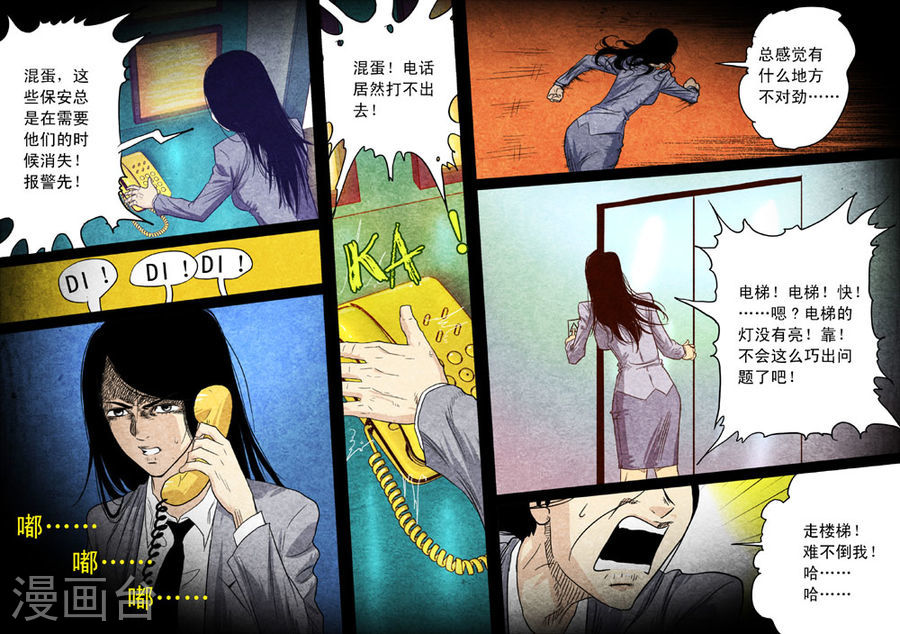 混蛋，这
些保安总
是在需要
他们的时
候消失！
报警先！
DI！
DI！DI！
嘟……
嘟……
嘟……
混蛋！电话
居然打不出
去！
KA！
总感觉有
什么地方
不对劲……
电梯！电梯！快！
……嗯？电梯的
灯没有亮！靠！
不会这么巧出问
题了吧！
走楼梯！
难不倒我！
哈……
哈……
漫画台